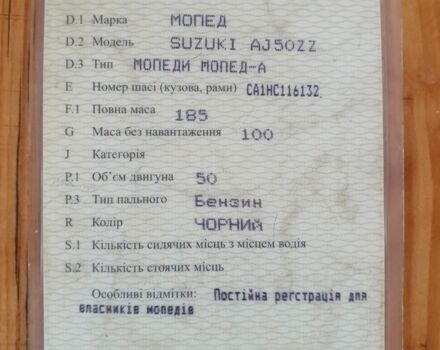 D.1 Марка МОПЕД
D.2 Модель SUZUKI AJ50ZZ
D.3 Тип МОПЕДИ МОПЕД-А
E Номер шасі (кузова, рами) CA1HC116132
F.1 Повна маса 185
G Маса без навантаження 100
J Категорія
P.1 Об'єм двигуна 50
P.3 Тип пального Бензин
R Колір ЧОРНИЙ
S.1 Кількість сидячих місць з місцем водія
S.2 Кількість стоячих місць
Особливі відмітки: Постійна реґстрація для
власників мопедів